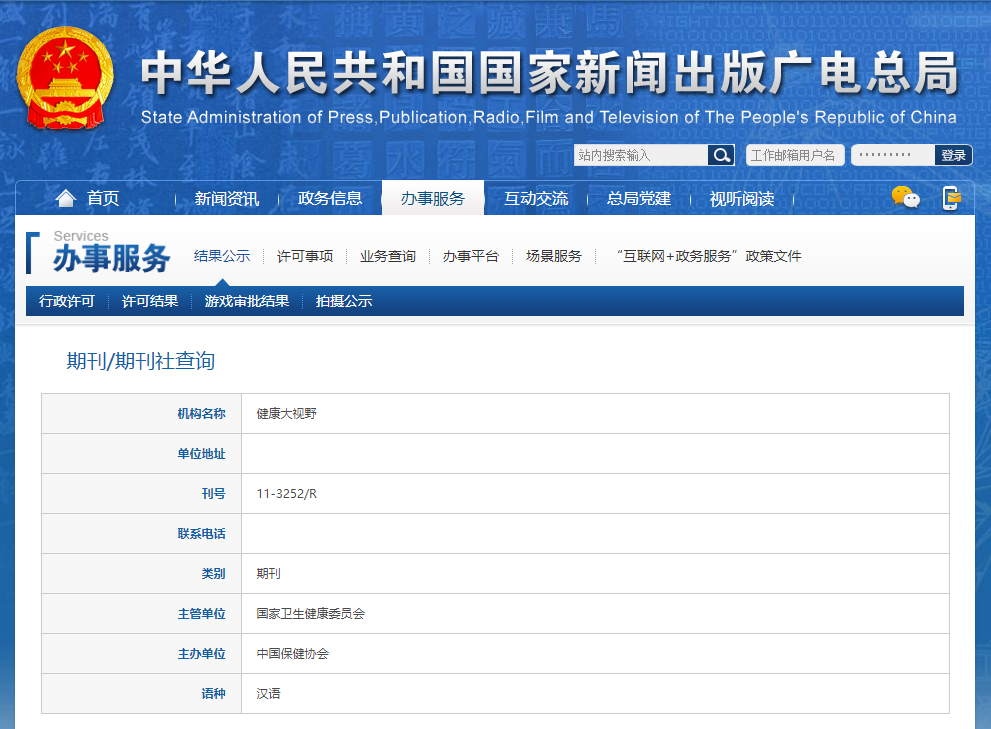 中华人民共和国国家新闻出版广电总局
State Administration of Press,Publication,Radio,Film and Television of The People's Republic of China
站内搜索输入 工作邮箱用户名 ········· 登录
首页 新闻资讯 政务信息 办事服务 互动交流 总局党建 视听阅读
Services
办事服务 结果公示 许可事项 业务查询 办事平台 场景服务 “互联网+政务服务”政策文件
行政许可 许可结果 游戏审批结果 拍摄公示
期刊/期刊社查询
机构名称 健康大视野
单位地址
刊号 11-3252/R
联系电话
类别 期刊
主管单位 国家卫生健康委员会
主办单位 中国保健协会
语种 汉语